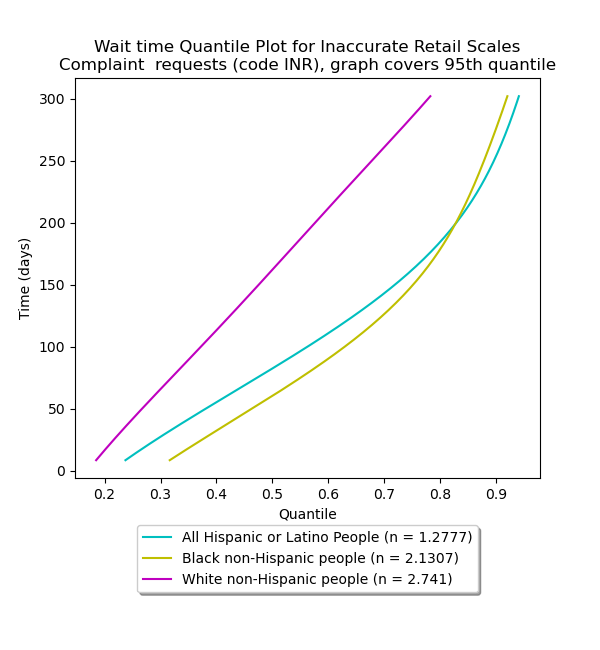 Wait time Quantile Plot for Inaccurate Retail Scales
Complaint  requests (code INR), graph covers 95th quantile
300
250
200
150
100
50
0
Time (days)
0.2 0.3 0.4 0.5 0.6 0.7 0.8 0.9
Quantile
All Hispanic or Latino People (n = 1.2777)
Black non-Hispanic people (n = 2.1307)
White non-Hispanic people (n = 2.741)